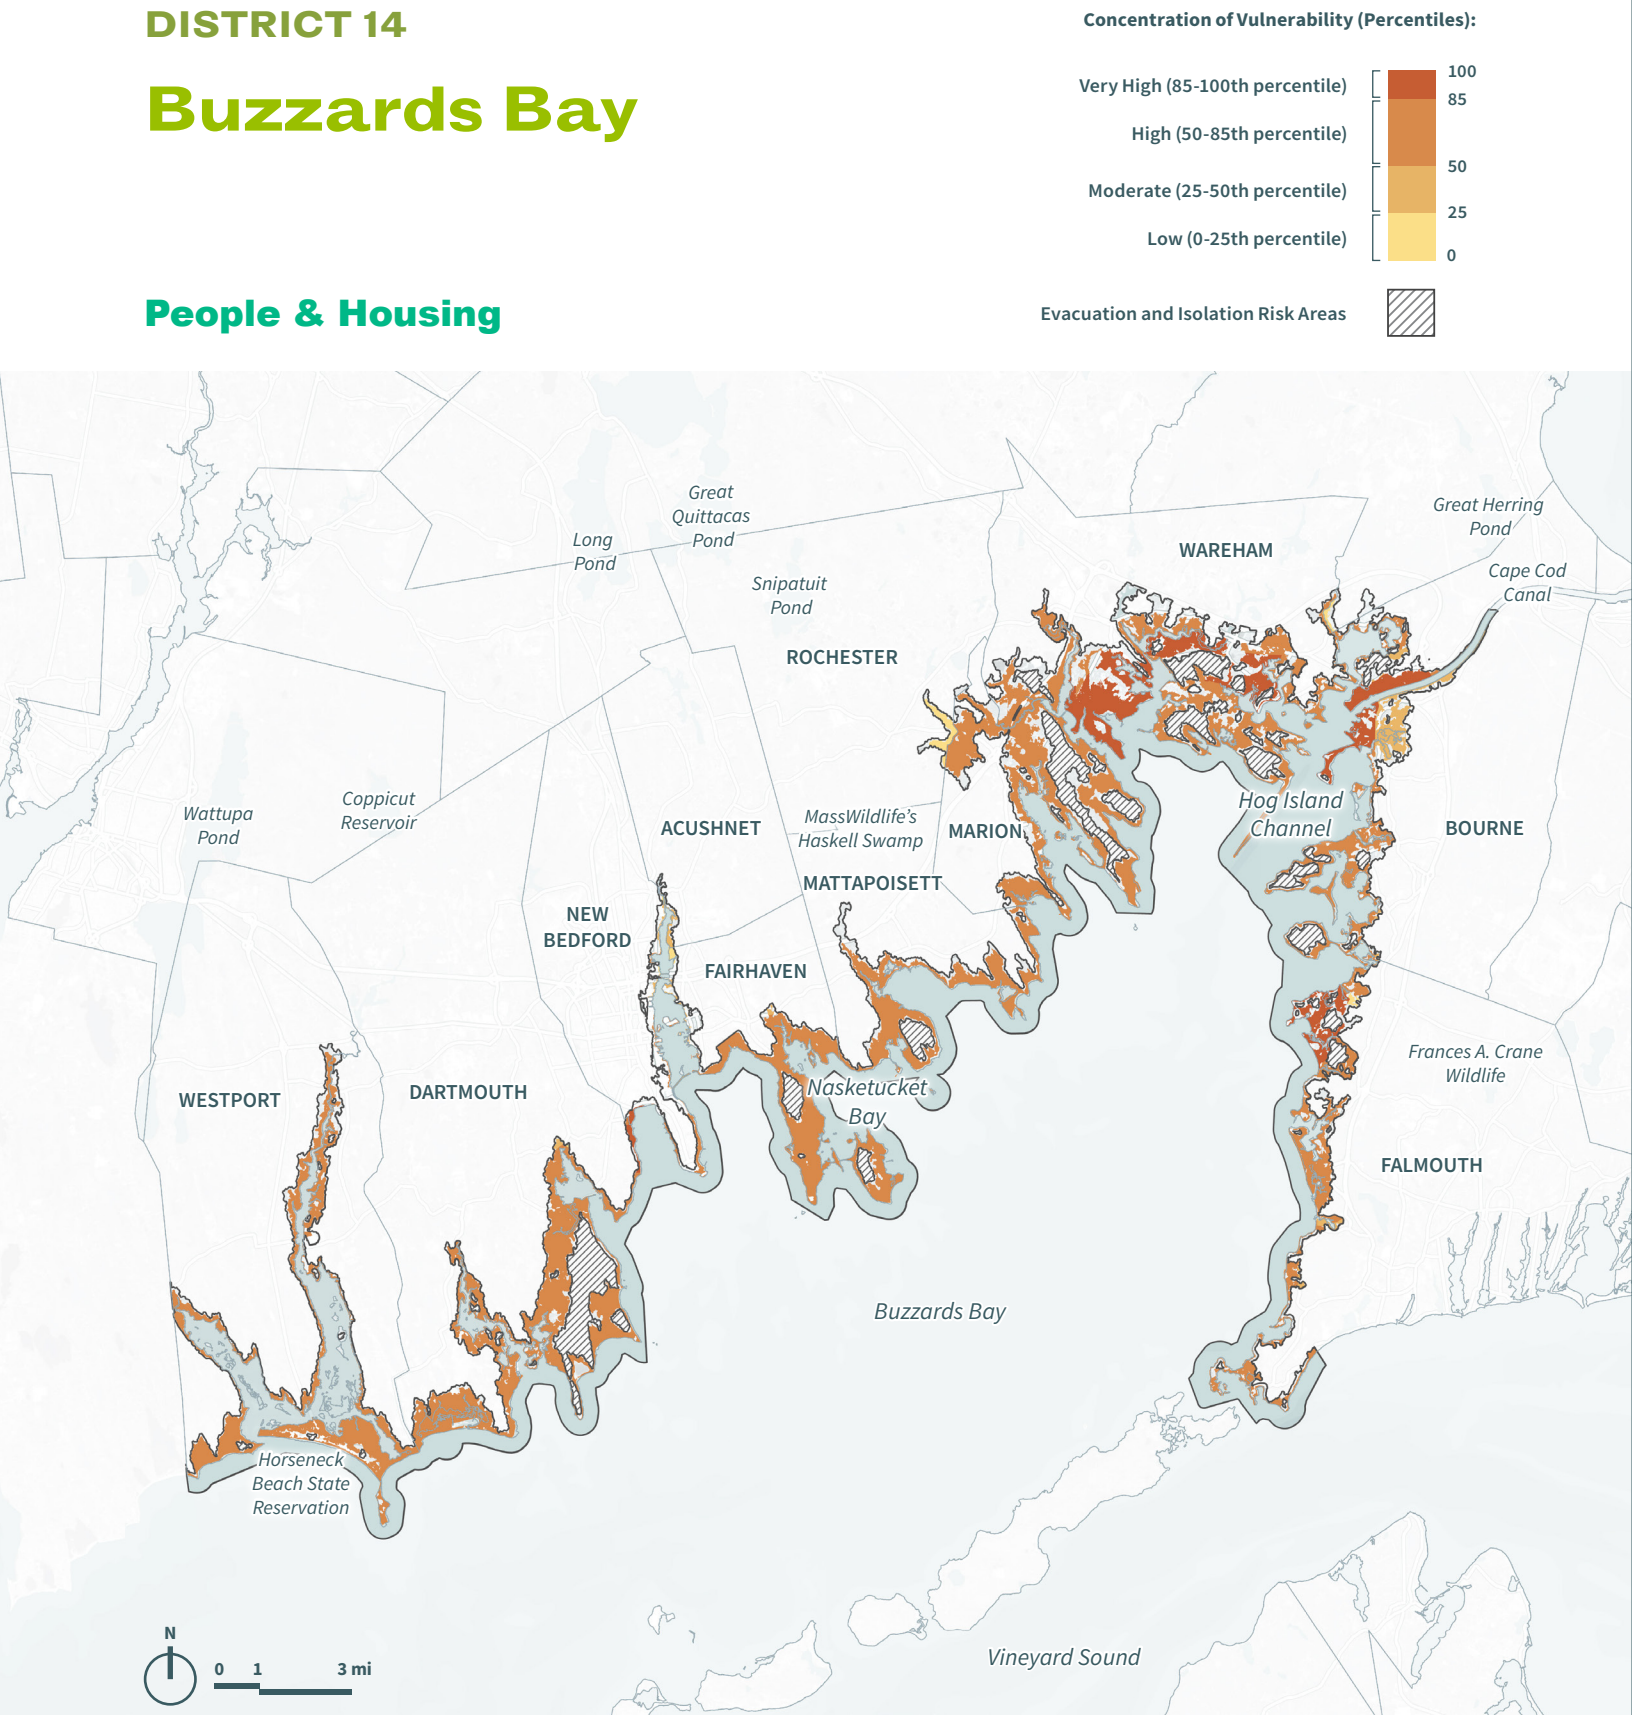 DISTRICT 14
Buzzards Bay
People & Housing
Concentration of Vulnerability (Percentiles):
Very High (85-100th percentile)
High (50-85th percentile)
Moderate (25-50th percentile)
Low (0-25th percentile)
100
85
50
25
0
Evacuation and Isolation Risk Areas
Great
Quittacas
Pond
Long
Pond
Snipatuit
Pond
WAREHAM
Great Herring
Pond
Cape Cod
Canal
ROCHESTER
Wattupa
Pond
Coppicut
Reservoir
ACUSHNET
MassWildlife's
Haskell Swamp
MARION
Hog Island
Channel
BOURNE
MATTAPOISETT
NEW
BEDFORD
FAIRHAVEN
WESTPORT
DARTMOUTH
Nasketucket
Bay
Frances A. Crane
Wildlife
FALMOUTH
Buzzards Bay
Horseneck
Beach State
Reservation
Vineyard Sound
N
0 1 3 mi